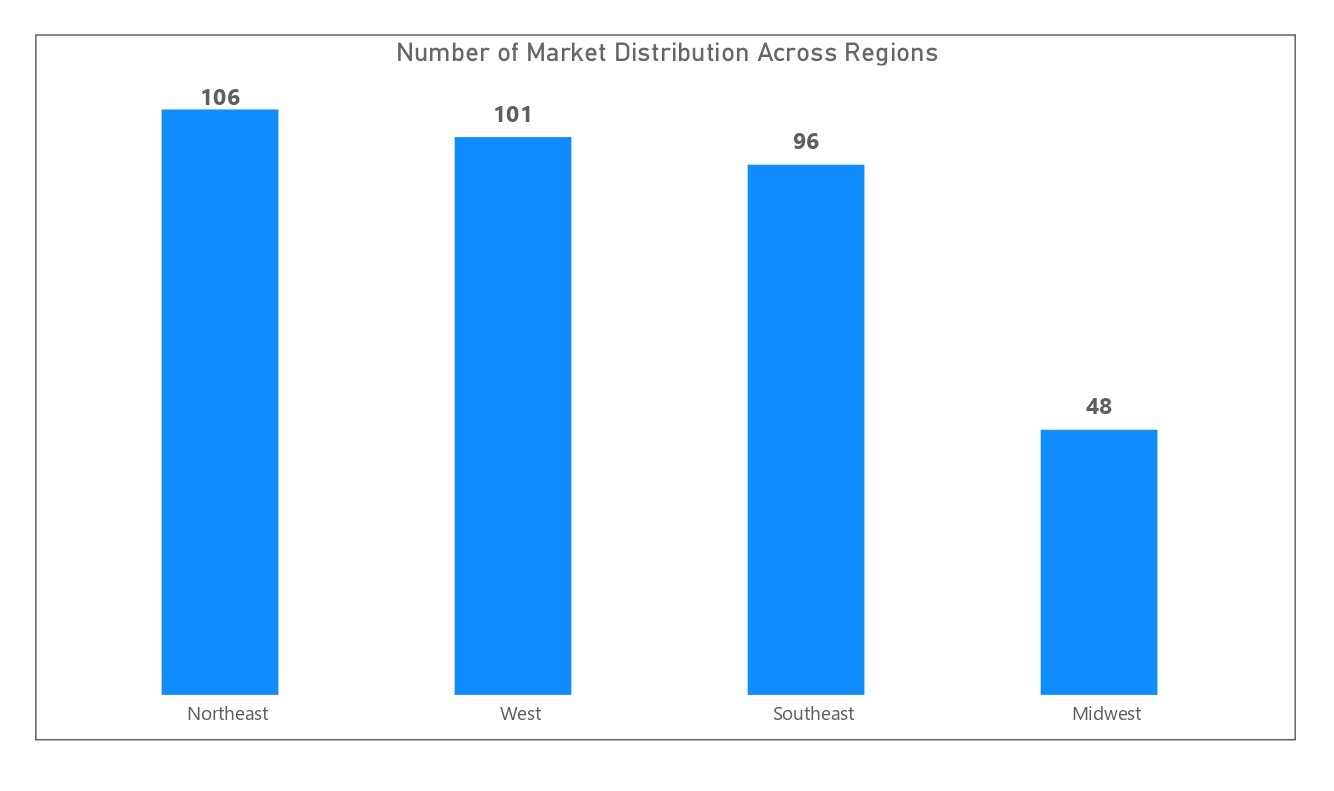 Number of Market Distribution Across Regions
106
101
96
48
Northeast
West
Southeast
Midwest